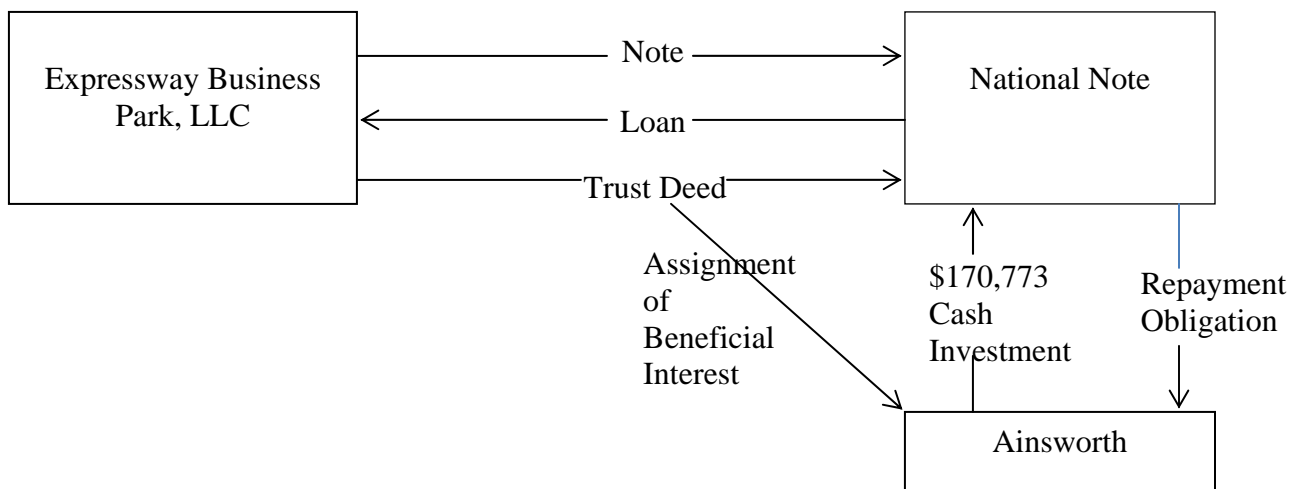 Expressway Business
Park, LLC
Note
Loan
Trust Deed
National Note
Assignment
of
Beneficial
Interest
$170,773
Cash
Investment
Repayment
Obligation
Ainsworth